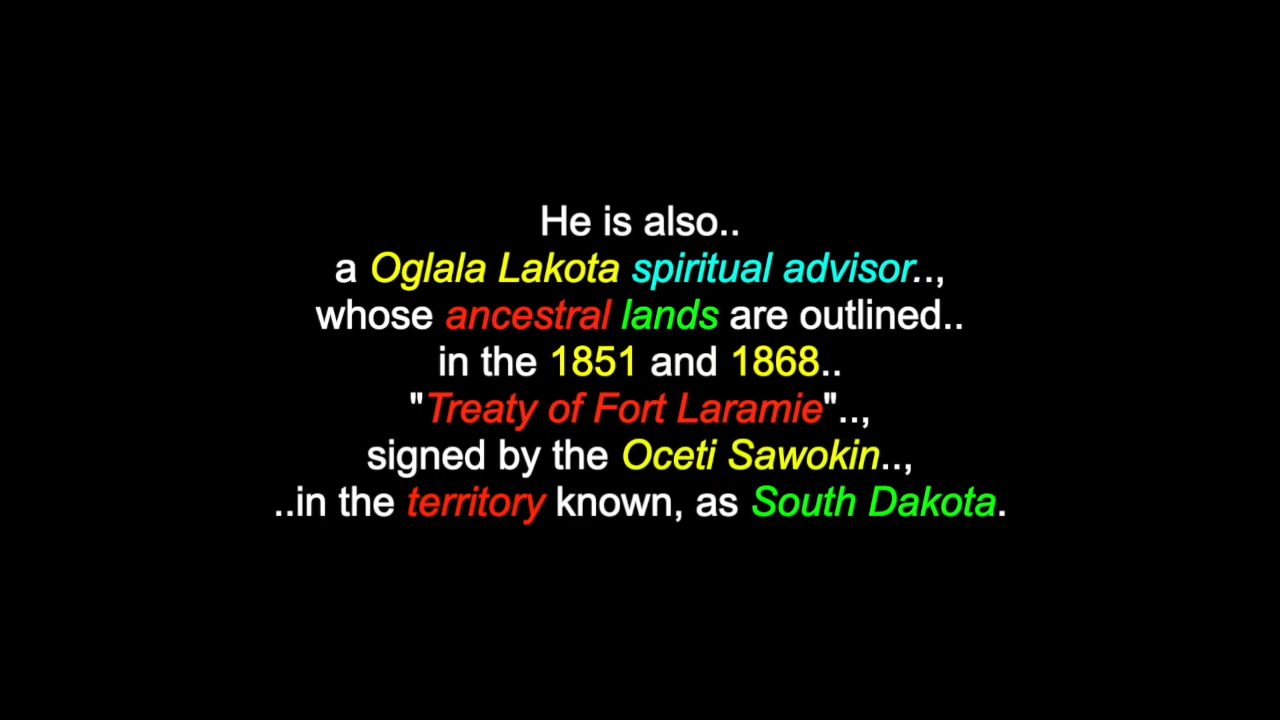 He is also..
a Oglala Lakota spiritual advisor..,
whose ancestral lands are outlined..
in the 1851 and 1868..
"Treaty of Fort Laramie"..,
signed by the Oceti Sawokin..,
..in the territory known, as South Dakota.